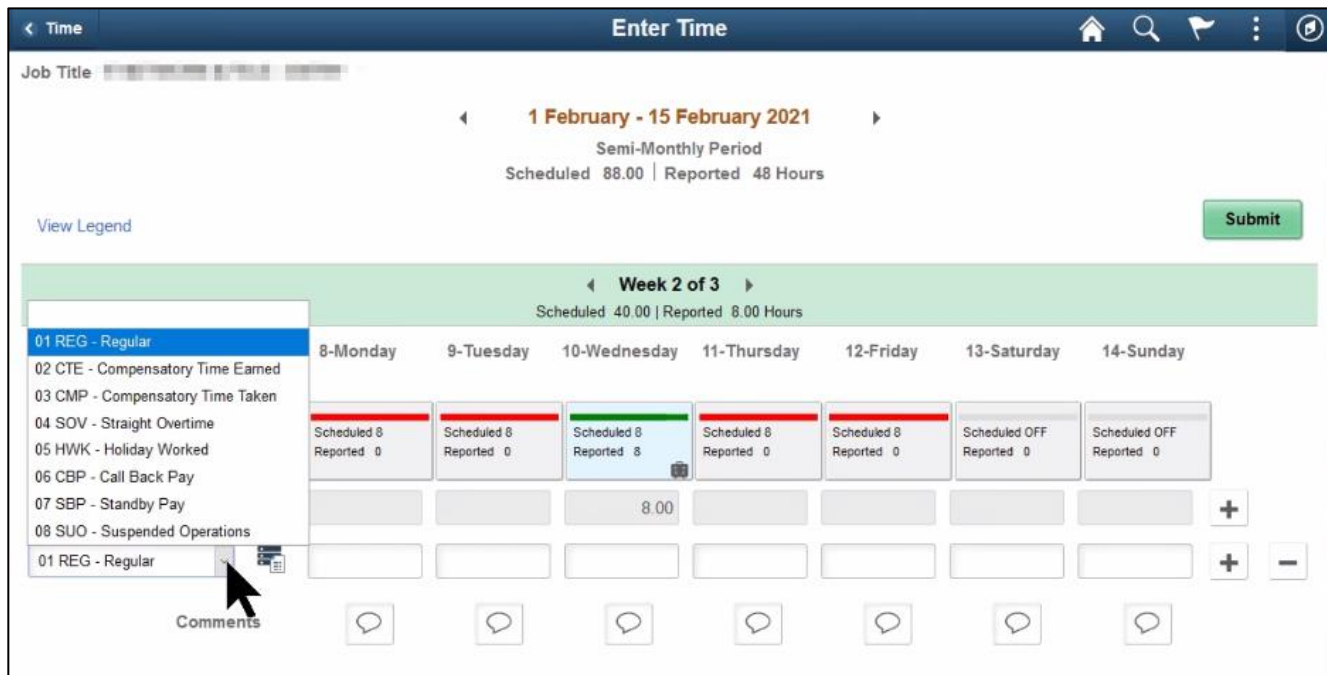 Time
Enter Time
Job Title
1 February - 15 February 2021
Semi-Monthly Period
Scheduled 88.00 | Reported 48 Hours
View Legend
Submit
Week 2 of 3
Scheduled 40.00 | Reported 8.00 Hours
01 REG - Regular
02 CTE - Compensatory Time Earned
03 CMP - Compensatory Time Taken
04 SOV - Straight Overtime
05 HWK - Holiday Worked
06 CBP - Call Back Pay
07 SBP - Standby Pay
08 SUO - Suspended Operations
8-Monday 9-Tuesday 10-Wednesday 11-Thursday 12-Friday 13-Saturday 14-Sunday
Scheduled 8 Scheduled 8 Scheduled 8 Scheduled 8 Scheduled 8 Scheduled OFF Scheduled OFF
Reported 0 Reported 0 Reported 8 Reported 0 Reported 0 Reported 0 Reported 0
8.00
01 REG - Regular
Comments